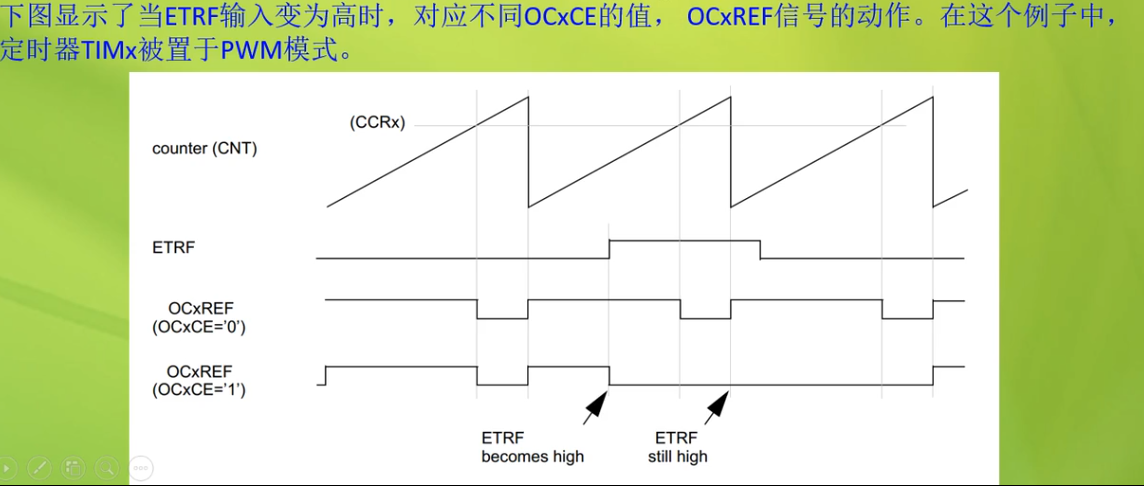 下图显示了当ETRF输入变为高时，对应不同OCxCE的值， OCxREF信号的动作。在这个例子中，
定时器TIMx被置于PWM模式。
(CCRx)
counter (CNT)
ETRF
OCxREF
(OCxCE='0')
OCxREF
(OCxCE='1')
ETRF
becomes high
ETRF
still high